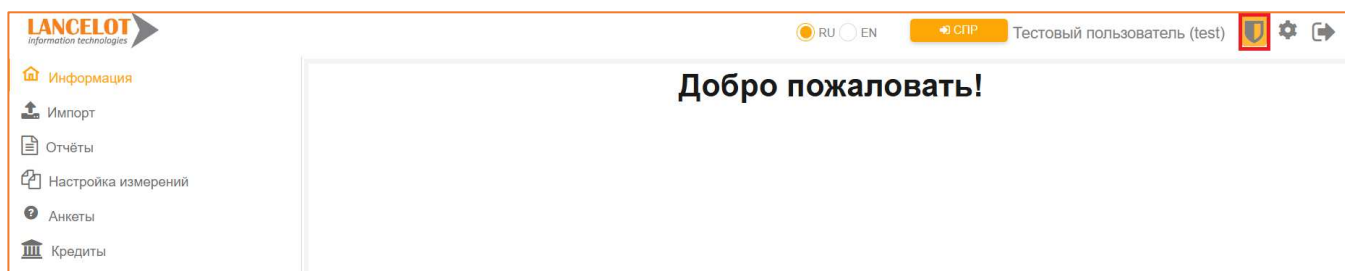 LANCELOT
information technologies
RU EN СПР Тестовый пользователь (test)
Информация
Импорт
Отчёты
Настройка измерений
Анкеты
Кредиты
Добро пожаловать!